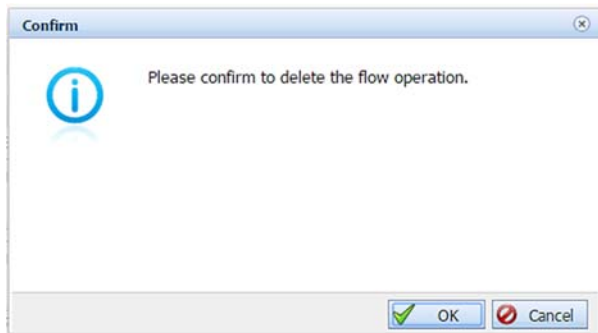 Confirm
Please confirm to delete the flow operation.
OK
Cancel